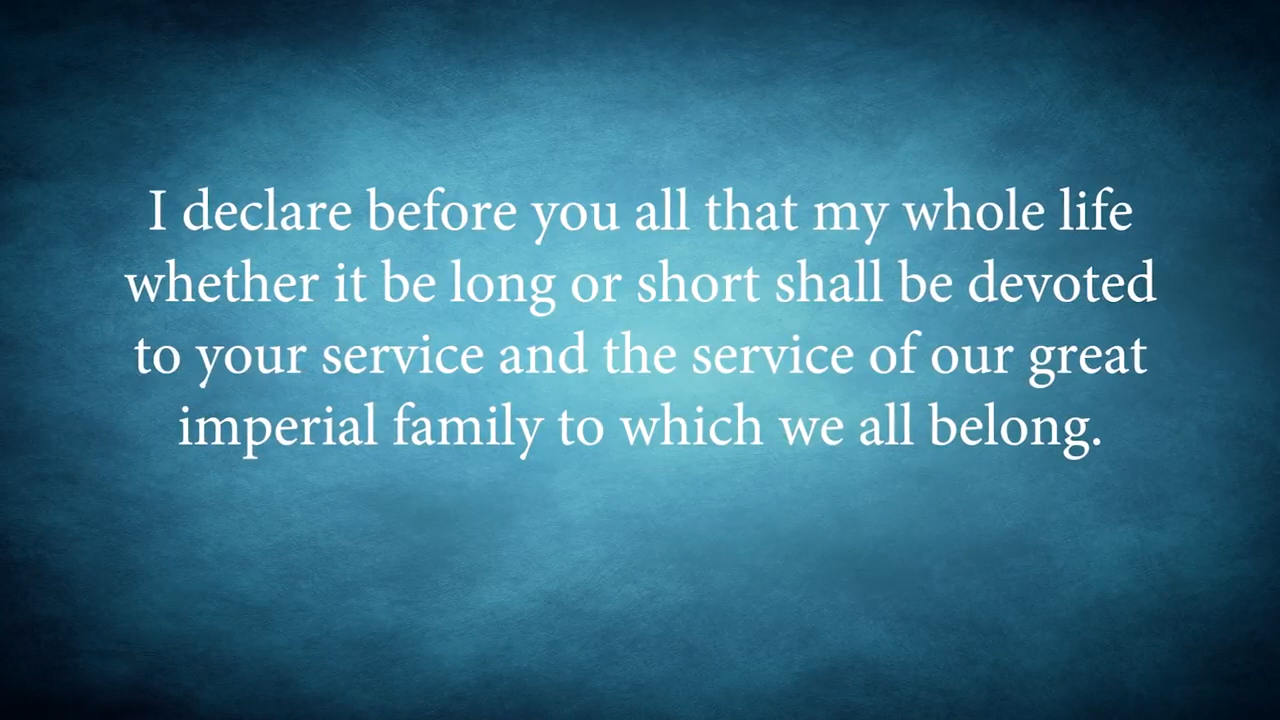 I declare before you all that my whole life
whether it be long or short shall be devoted
to your service and the service of our great
imperial family to which we all belong.